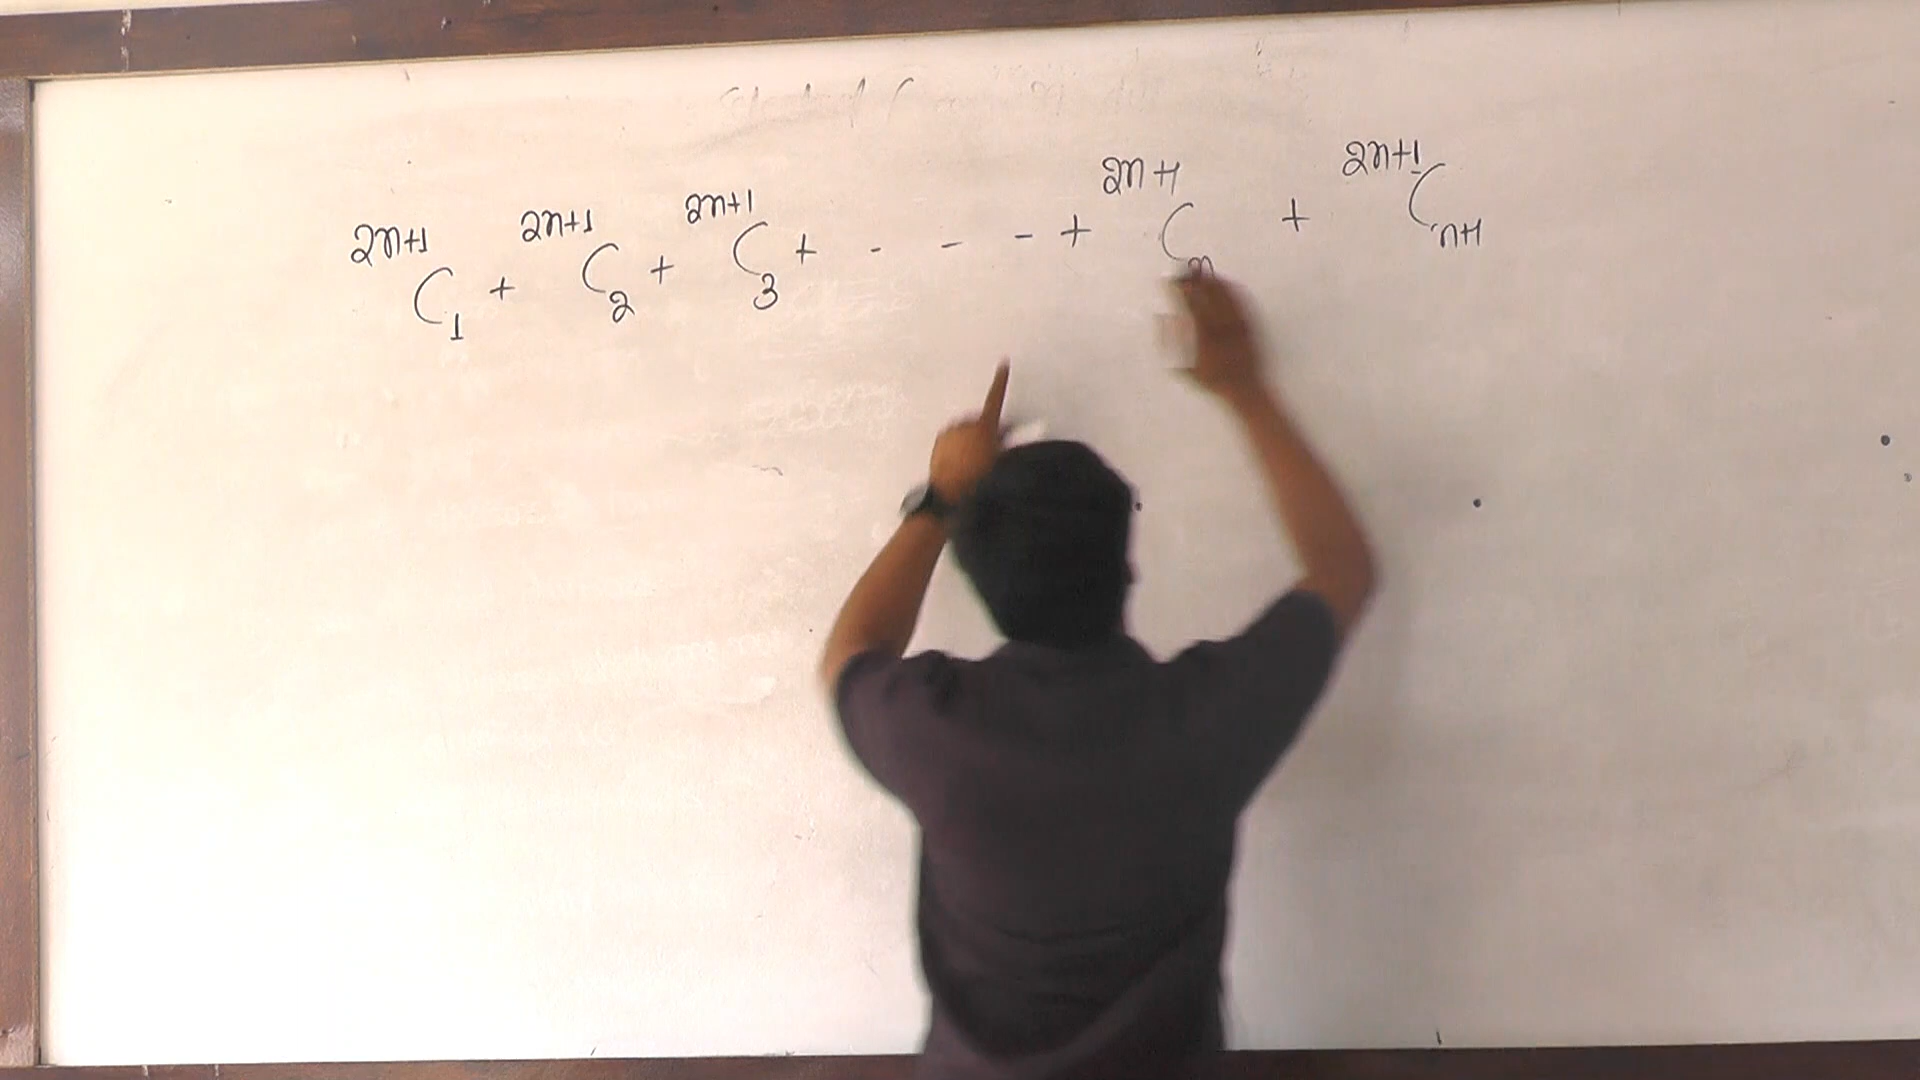 ²ⁿ⁺¹C₁ + ²ⁿ⁺¹C₂ + ²ⁿ⁺¹C₃ + - - - + ²ⁿ⁺¹Cₙ + ²ⁿ⁺¹Cₙ₊₁